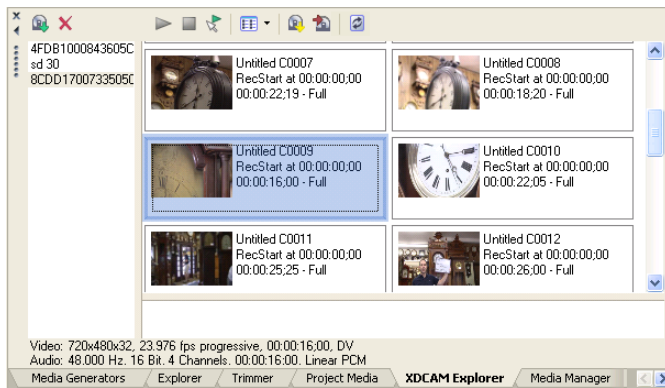 4FDB1000843605C
sd 30
8CDD1700733505C
Untitled C0007
RecStart at 00:00:00;00
00:00:22;19 - Full
Untitled C0008
RecStart at 00:00:00;00
00:00:18;20 - Full
Untitled C0009
RecStart at 00:00:00;00
00:00:16;00 - Full
Untitled C0010
RecStart at 00:00:00;00
00:00:22;05 - Full
Untitled C0011
RecStart at 00:00:00;00
00:00:25;25 - Full
Untitled C0012
RecStart at 00:00:00;00
00:00:26;00 - Full
Video: 720x480x32, 23.976 fps progressive, 00:00:16;00, DV
Audio: 48.000 Hz. 16 Bit. 4 Channels. 00:00:16:00. Linear PCM
Media Generators Explorer Trimmer Project Media XDCAM Explorer Media Manager